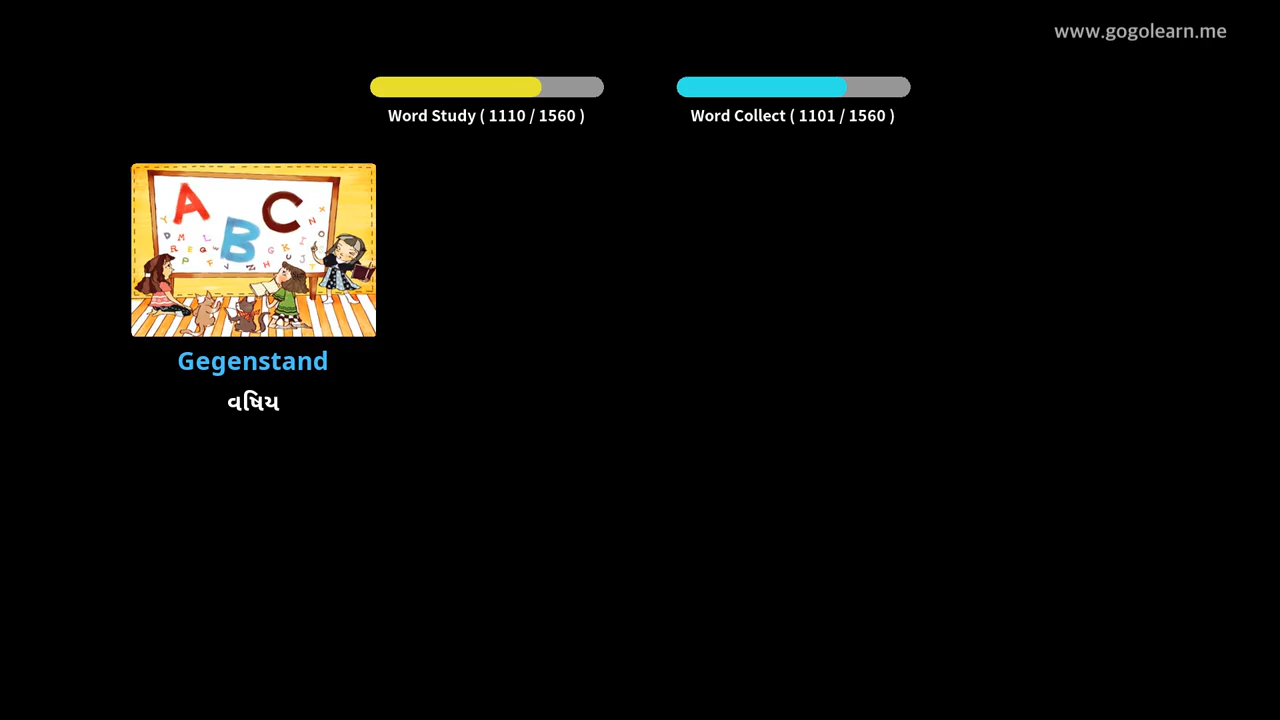 www.gogolearn.me
Word Study ( 1110 / 1560 )
Word Collect ( 1101 / 1560 )
A B C
Gegenstand
વષિય